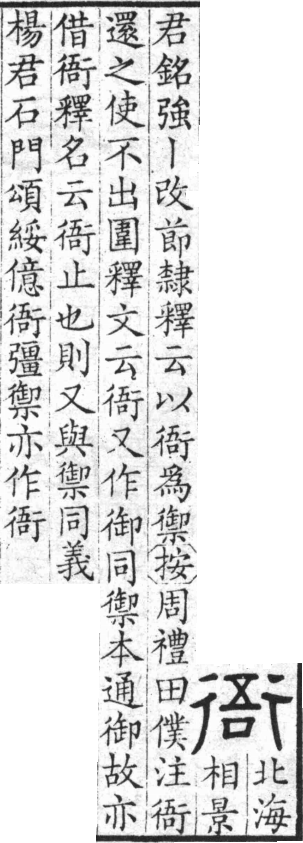 衙
北海
相景
君銘強丨改節隸釋云以衙爲禦按周禮田僕注衙
還之使不出圍釋文云衙又作御同禦本通御故亦
借衙釋名云衙止也則又與禦同義
楊君石門頌綏億衙彊禦亦作衙